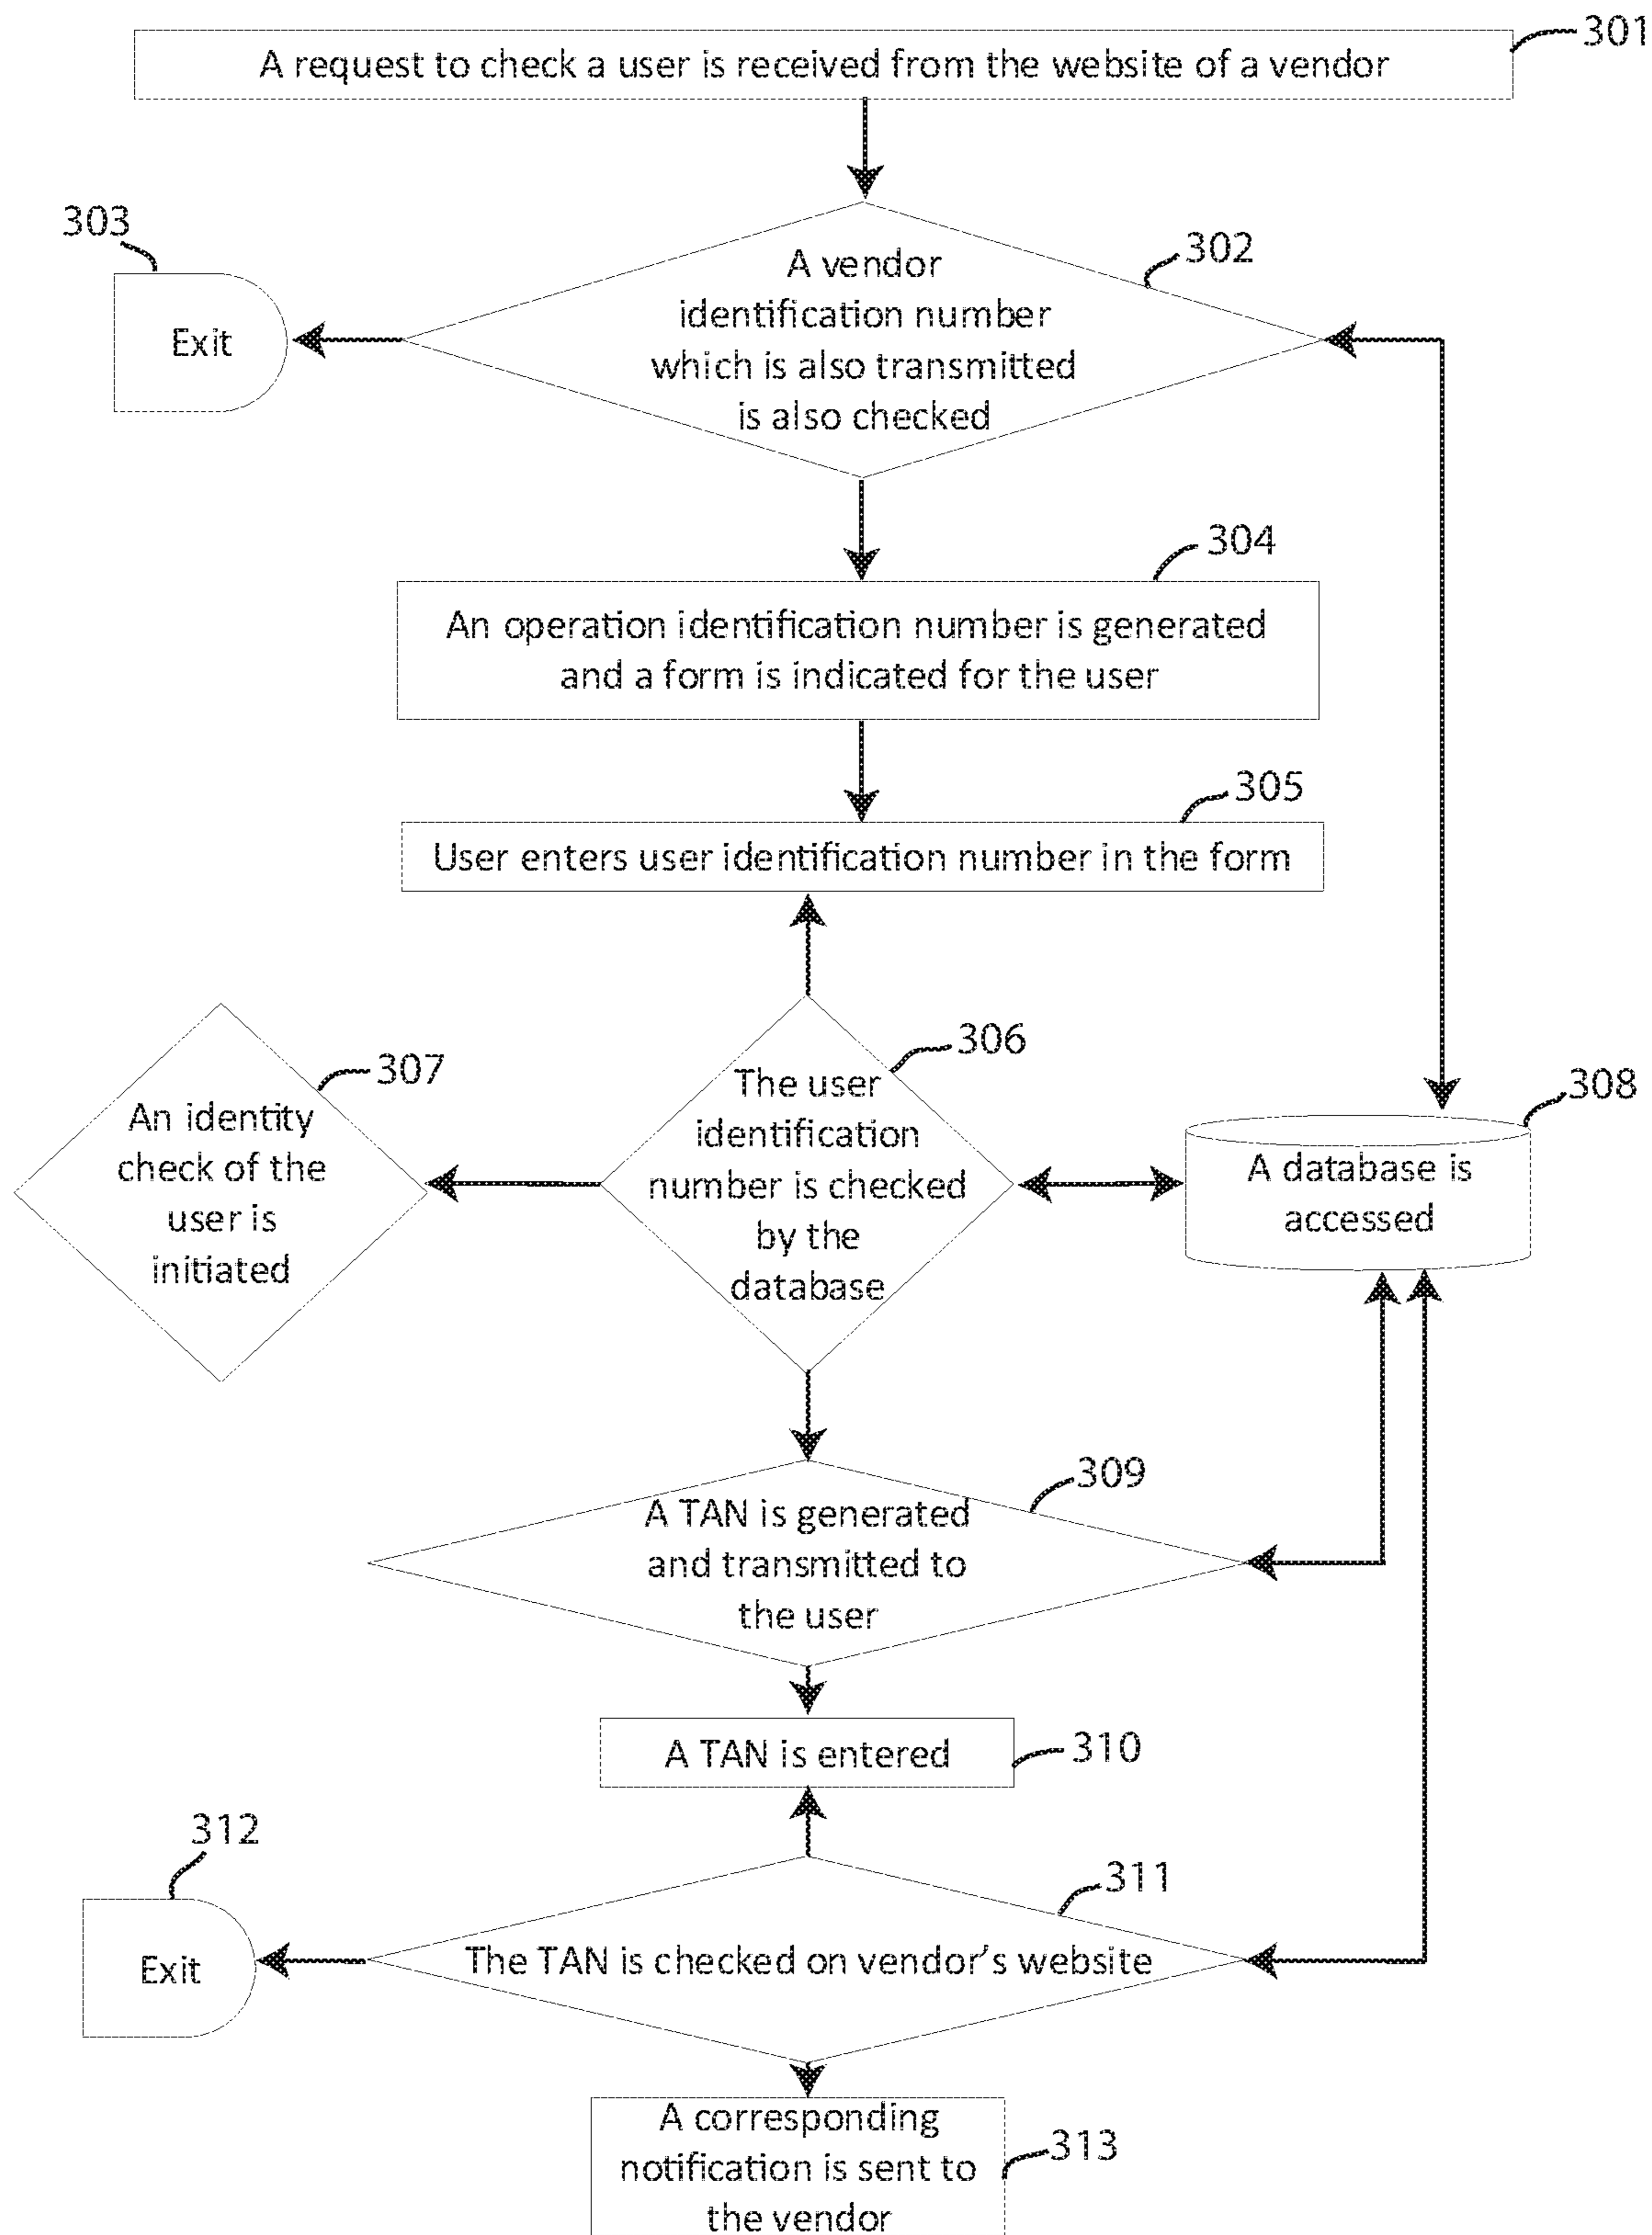 301
A request to check a user is received from the website of a vendor
303
302
A vendor
identification number
which is also transmitted
is also checked
Exit
304
An operation identification number is generated
and a form is indicated for the user
305
User enters user identification number in the form
306
307
The user
identification
number is checked
by the
database
An identity
check of the
user is
initiated
308
A database is
accessed
309
A TAN is generated
and transmitted to
the user
A TAN is entered
310
312
311
The TAN is checked on vendor's website
Exit
A corresponding
notification is sent to
the vendor
313